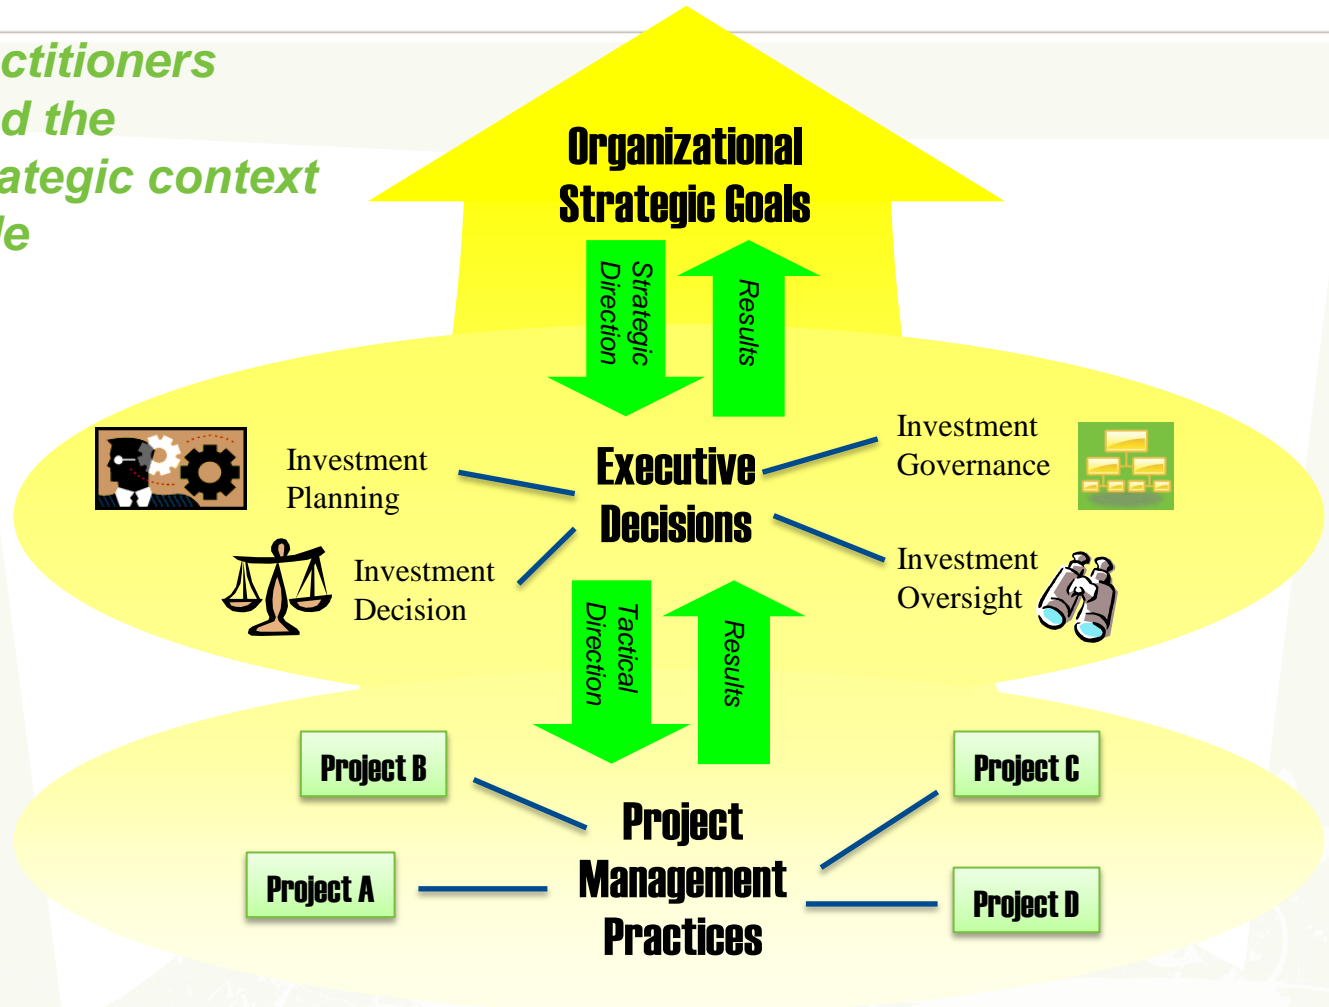 ctitioners
d the
ategic context
le
Organizational
Strategic Goals
Strategic
Direction
Results
Investment
Planning
Investment
Decision
Executive
Decisions
Investment
Governance
Investment
Oversight
Tactical
Direction
Results
Project B
Project C
Project
Management
Practices
Project A
Project D